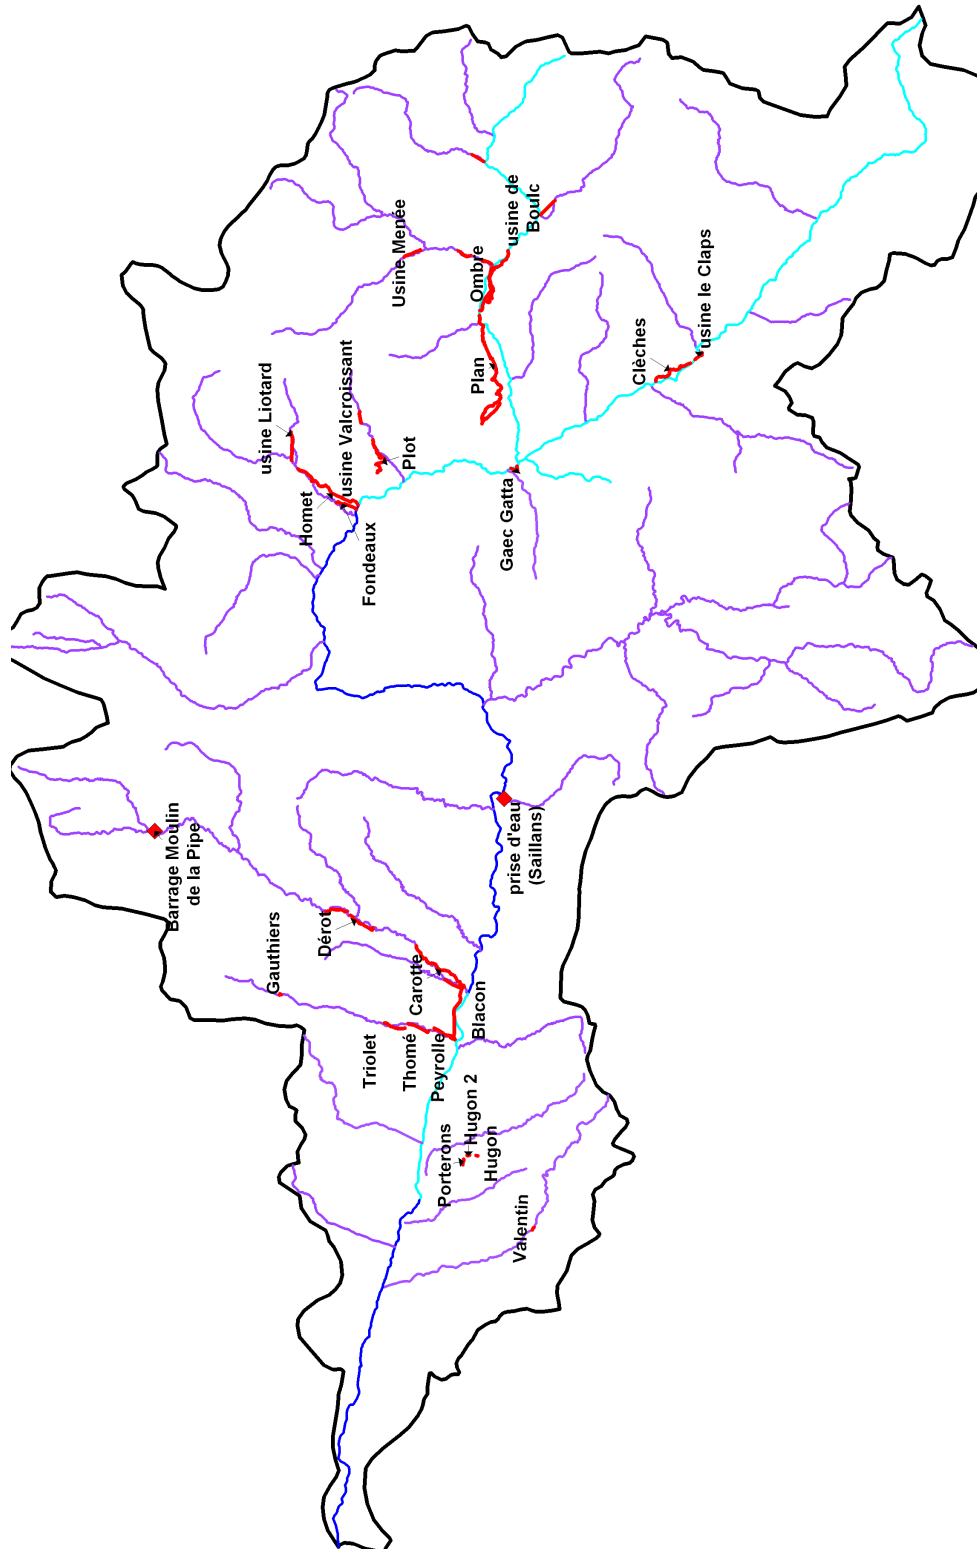 Usine Menée
usine de
Boulc
Ombre
usine le Claps
Clèches
Plan
usine Liotard
usine Valcroissant
Plot
Homet
Fondeaux
Gaec Gatta
Barrage Moulin
de la Pipe
prise d'eau
(Saillans)
Dérot
Gauthiers
Carotte
Blacon
Triolet
Thomé
Peyrolle
Porterons
Hugon 2
Hugon
Valentin